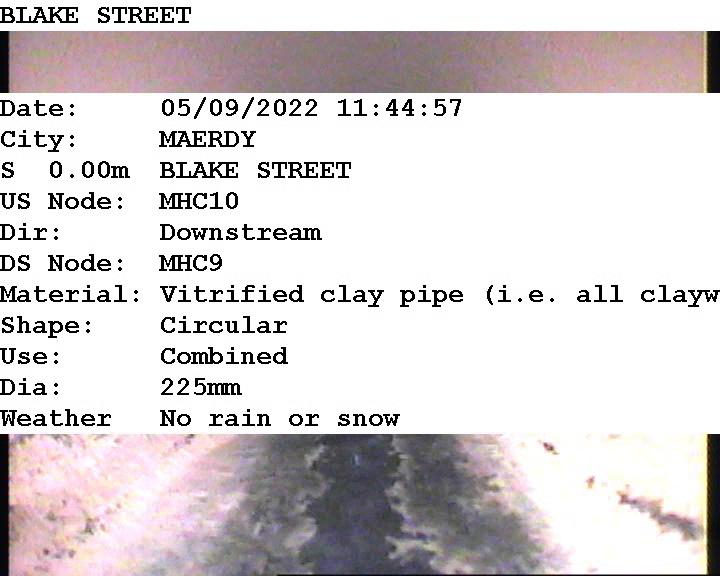 BLAKE STREET
Date: 05/09/2022 11:44:57
City: MAERDY
S 0.00m BLAKE STREET
US Node: MHC10
Dir: Downstream
DS Node: MHC9
Material: Vitrified clay pipe (i.e. all clayw
Shape: Circular
Use: Combined
Dia: 225mm
Weather No rain or snow